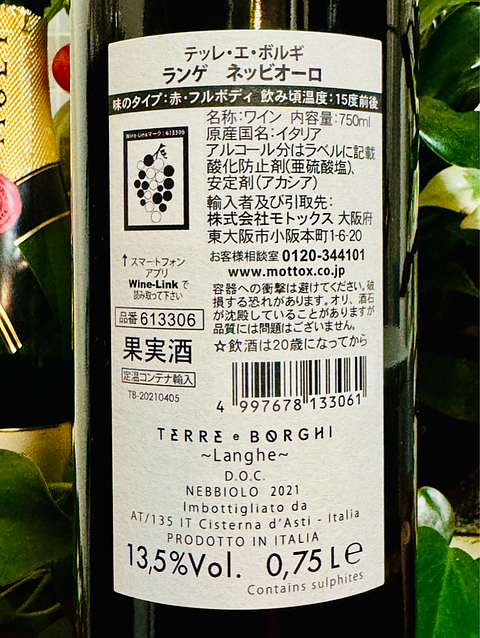 テッレ・エ・ボルギ
ランゲ ネッビオーロ
味のタイプ：赤・フルボディ 飲み頃温度：15度前後
名称：ワイン 内容量：750ml
原産国名：イタリア
アルコール分はラベルに記載
酸化防止剤(亜硫酸塩)、
安定剤(アカシア)
輸入者及び引取先：
株式会社モトックス 大阪府
東大阪市小阪本町1-6-20
お客様相談室 0120-344101
www.mottox.co.jp
容器への衝撃は避けてください。破
損する恐れがあります。オリ、酒石
が沈殿していることがありますが
品質には問題はございません。
☆飲酒は20歳になってから
Wine-Linkマーク：613306
↑スマートフォン
アプリ
Wine-Link で
読み取って下さい
品番 613306
果実酒
定温コンテナ輸入
TB-20210405
4 997678 133061
TERRE e BORGHI
~Langhe~
D.O.C.
NEBBIOLO 2021
Imbottigliato da
AT/135 IT Cisterna d'Asti - Italia
PRODOTTO IN ITALIA
13,5%Vol. 0,75 L e
Contains sulphites